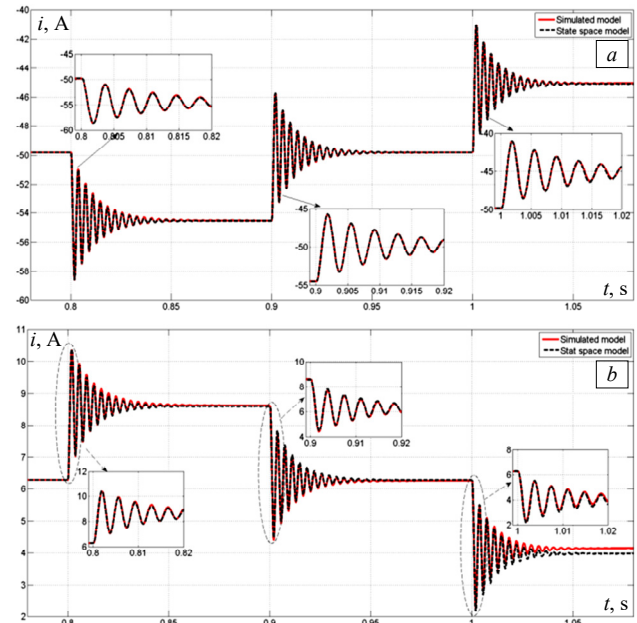 i, A
-40
-42
-44
-46
-48
-50
-52
-54
-56
-58
-60
Simulated model
State space model
a
-45
-50
-55
-60
0.8 0.805 0.81 0.815 0.82
-45
-50
-55
0.9 0.905 0.91 0.915 0.92
-40
-45
-50
1 1.005 1.01 1.015 1.02
0.8 0.85 0.9 0.95 1 1.05
t, s
i, A
11
10
9
8
7
6
5
4
3
2
Simulated model
Stat space model
b
12
10
8
6
0.8 0.81 0.82
10
8
6
4
0.9 0.91 0.92
8
6
4
2
1 1.01 1.02
0.8 0.85 0.9 0.95 1 1.05
t, s